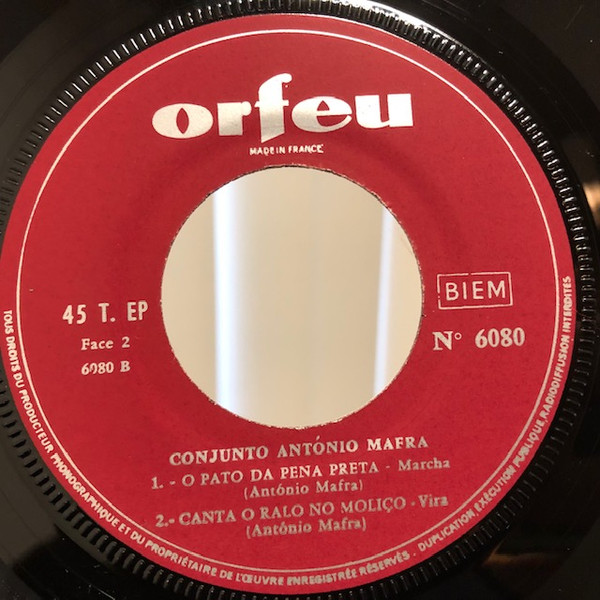 orfeu
MADE IN FRANCE
45 T. EP
Face 2
6080 B
BIEM
N° 6080
CONJUNTO ANTÓNIO MAFRA
1. - O PATO DA PENA PRETA - Marcha
(António Mafra)
2.- CANTA O RALO NO MOLIÇO - Vira
(António Mafra)
TOUS DROITS DU PRODUCTEUR PHONOGRAPHIQUE ET DU PROPRIÉTAIRE DE L'ŒUVRE ENREGISTRÉE RÉSERVÉS. DUPLICATION, EXÉCUTION PUBLIQUE, RADIODIFFUSION INTERDITES